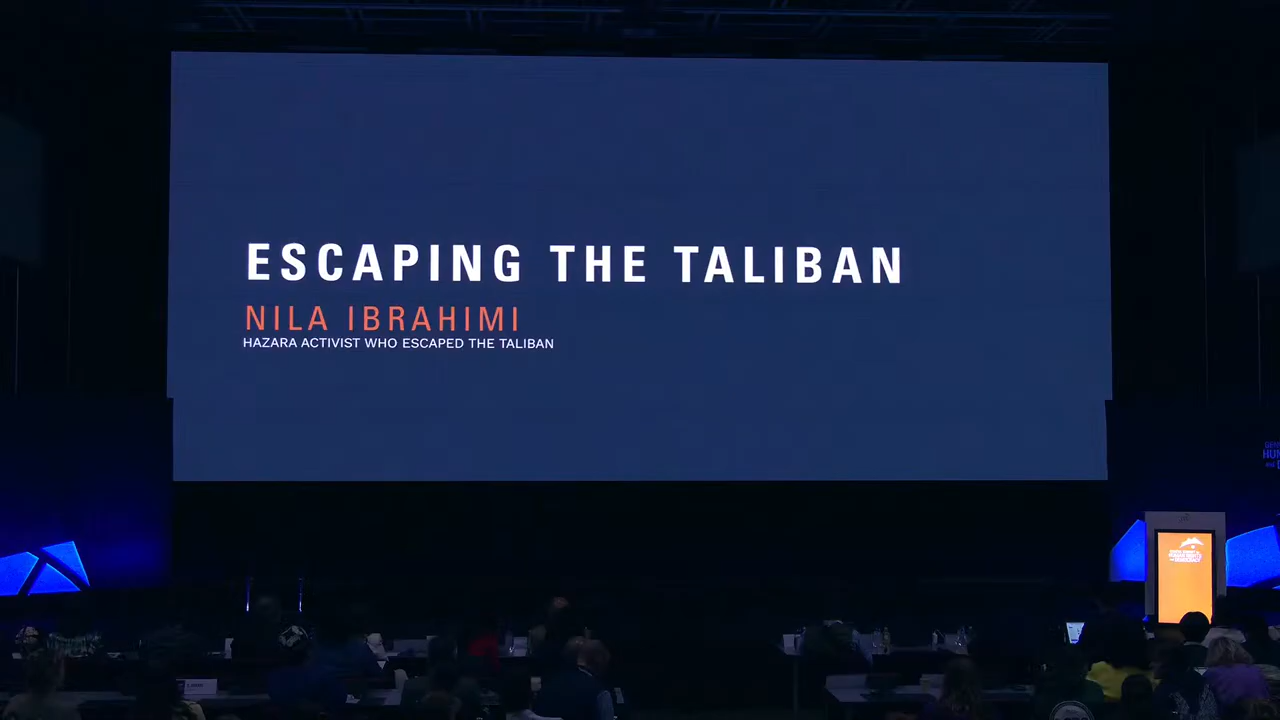 ESCAPING THE TALIBAN
NILA IBRAHIMI
HAZARA ACTIVIST WHO ESCAPED THE TALIBAN